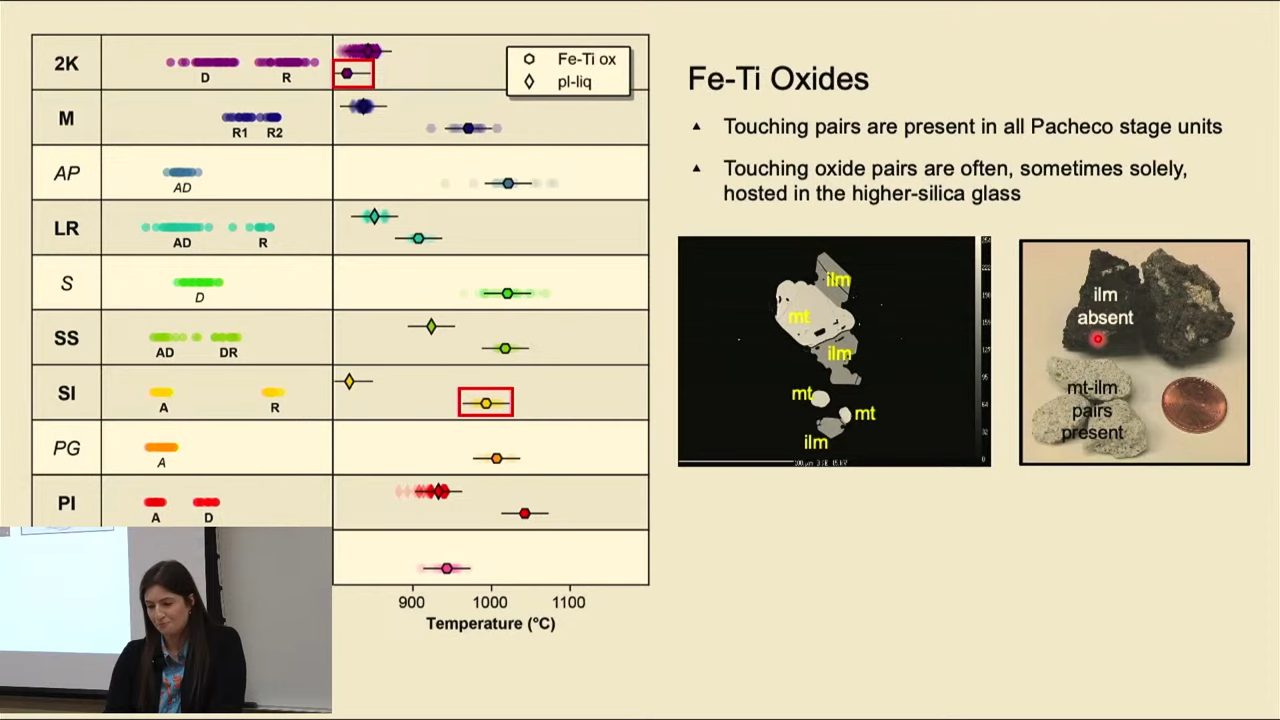 2K
D
R
Fe-Ti ox
pl-liq
M
R1
R2
AP
AD
LR
AD
R
S
D
SS
AD
DR
SI
A
R
PG
A
PI
A
D
900
1000
1100
Temperature (°C)
Fe-Ti Oxides
Touching pairs are present in all Pacheco stage units
Touching oxide pairs are often, sometimes solely,
hosted in the higher-silica glass
ilm
mt
ilm
mt
mt
ilm
ilm
absent
mt-ilm
pairs
present